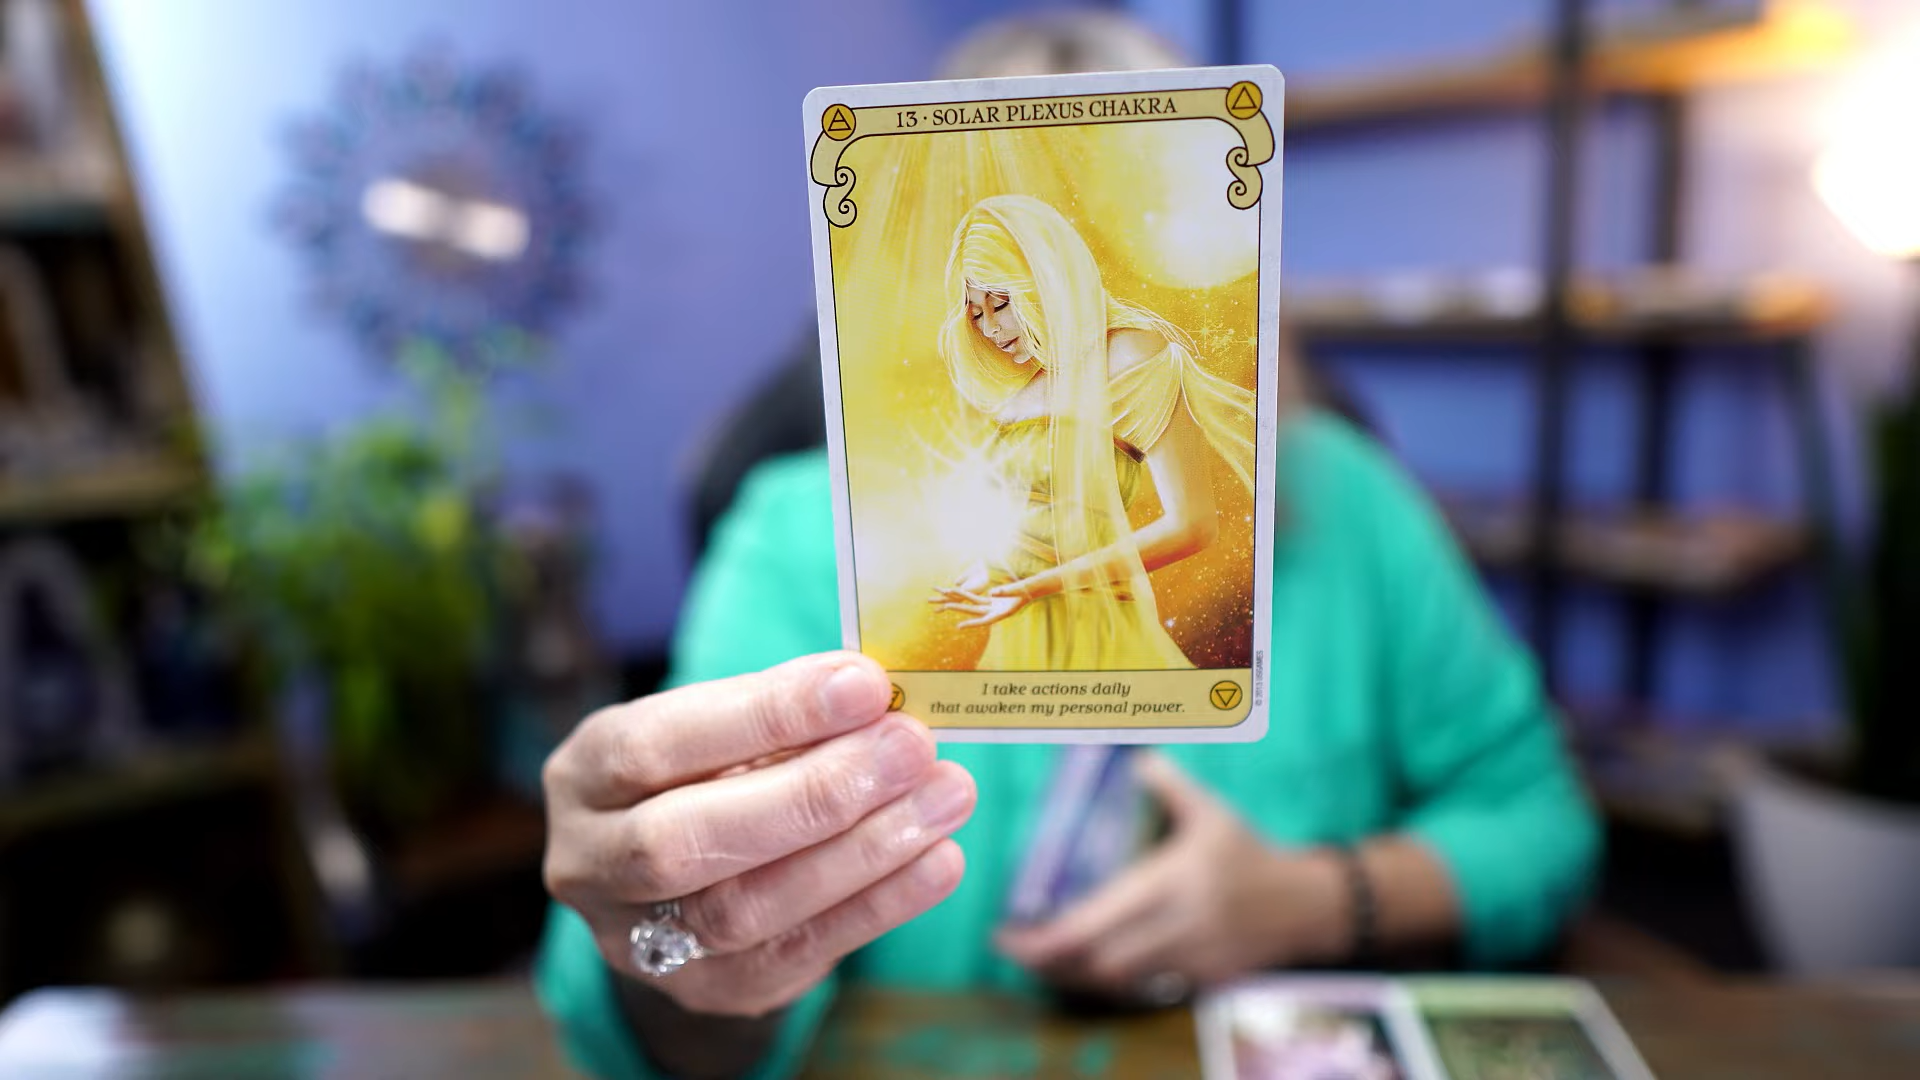 13 · SOLAR PLEXUS CHAKRA
I take actions daily
that awaken my personal power.